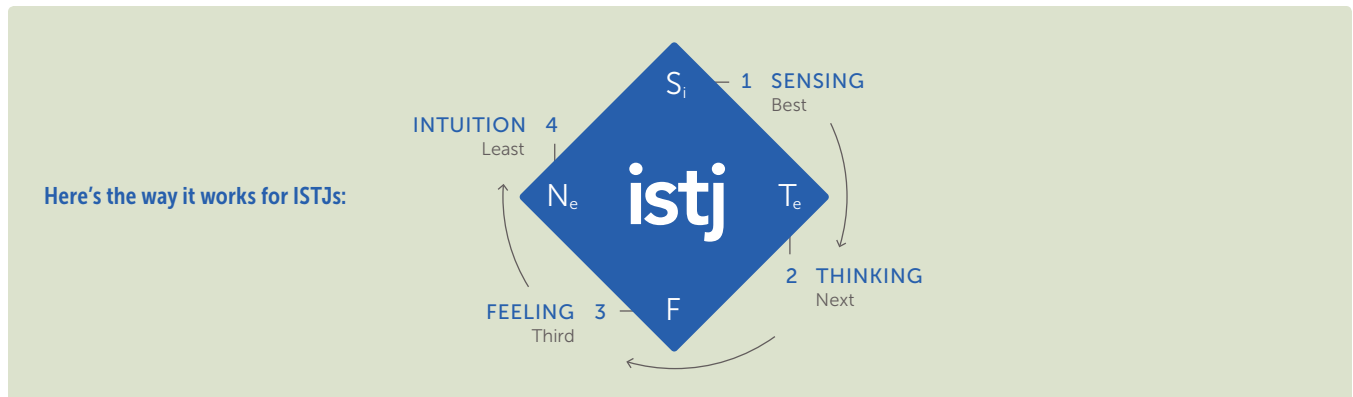 Here's the way it works for ISTJs:
Si
1 SENSING
Best
INTUITION 4
Least
Ne
istj
Te
2 THINKING
Next
FEELING 3
Third
F